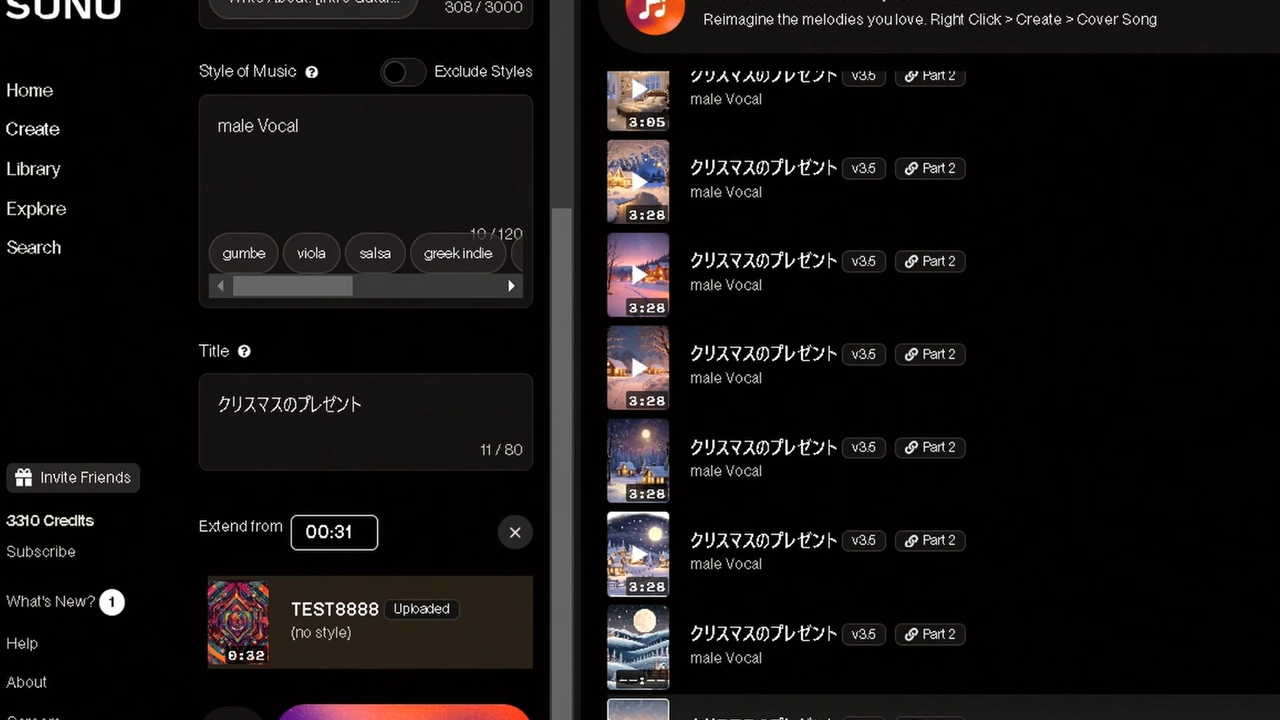 SUNO
Home
Create
Library
Explore
Search
Invite Friends
3310 Credits
Subscribe
What's New? 1
Help
About
308 / 3000
Style of Music
Exclude Styles
male Vocal
19 / 120
gumbe
viola
salsa
greek indie
Title
クリスマスのプレゼント
11 / 80
Extend from 00:31
TEST8888 Uploaded
(no style)
0:32
Reimagine the melodies you love. Right Click > Create > Cover Song
クリスマスのプレゼント v3.5 Part 2
male Vocal
3:05
クリスマスのプレゼント v3.5 Part 2
male Vocal
3:28
クリスマスのプレゼント v3.5 Part 2
male Vocal
3:28
クリスマスのプレゼント v3.5 Part 2
male Vocal
3:28
クリスマスのプレゼント v3.5 Part 2
male Vocal
3:28
クリスマスのプレゼント v3.5 Part 2
male Vocal
3:28
クリスマスのプレゼント v3.5 Part 2
male Vocal
--:--